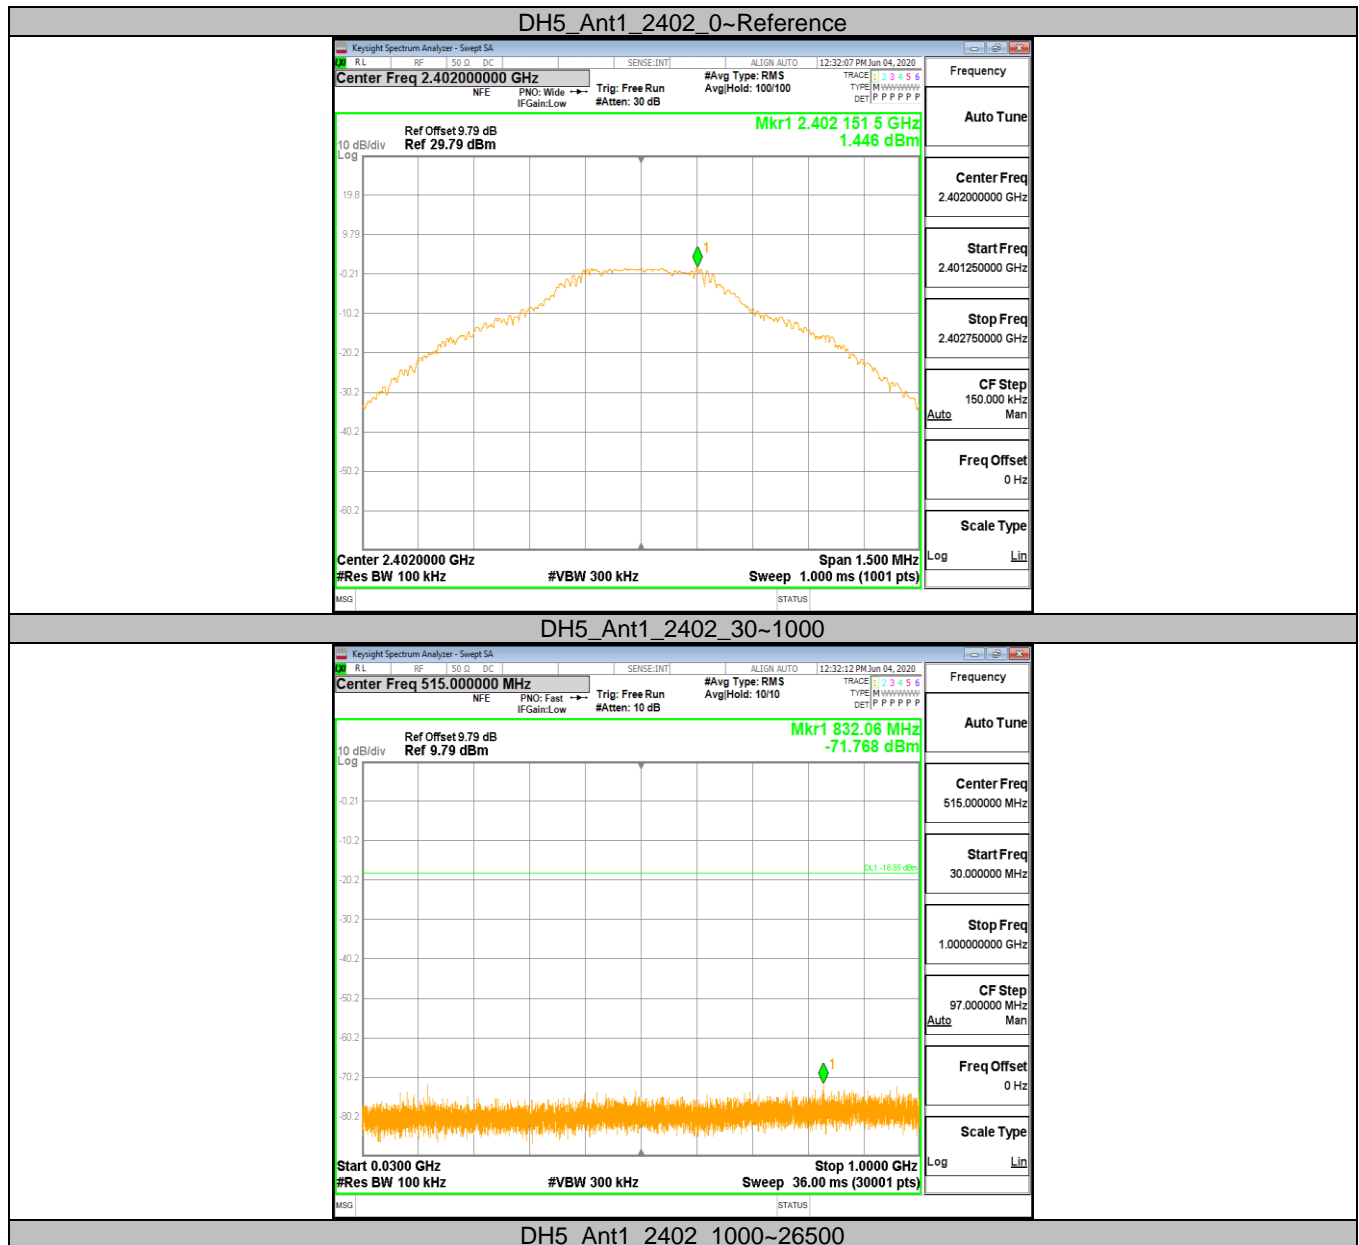 DH5_Ant1_2402_0~Reference
Keysight Spectrum Analyzer - Swept SA
LXI RL RF 50 Ω DC SENSE:INT ALIGN AUTO 12:32:07 PM Jun 04, 2020
Center Freq 2.402000000 GHz
NFE PNO: Wide IFGain:Low
Trig: Free Run
#Atten: 30 dB
#Avg Type: RMS
Avg|Hold: 100/100
TRACE 1 2 3 4 5 6
TYPE M WWWWW
DET P P P P P P
Frequency
Auto Tune
Mkr1 2.402 151 5 GHz
1.446 dBm
Ref Offset 9.79 dB
10 dB/div Ref 29.79 dBm
Log
19.8
9.79
-0.21
-10.2
-20.2
-30.2
-40.2
-50.2
-60.2
1
Center Freq
2.402000000 GHz
Start Freq
2.401250000 GHz
Stop Freq
2.402750000 GHz
CF Step
150.000 kHz
Auto Man
Freq Offset
0 Hz
Scale Type
Log Lin
Center 2.4020000 GHz Span 1.500 MHz
#Res BW 100 kHz #VBW 300 kHz Sweep 1.000 ms (1001 pts)
MSG STATUS
DH5_Ant1_2402_30~1000
Keysight Spectrum Analyzer - Swept SA
LXI RL RF 50 Ω DC SENSE:INT ALIGN AUTO 12:32:12 PM Jun 04, 2020
Center Freq 515.000000 MHz
NFE PNO: Fast IFGain:Low
Trig: Free Run
#Atten: 10 dB
#Avg Type: RMS
Avg|Hold: 10/10
TRACE 1 2 3 4 5 6
TYPE M WWWWW
DET P P P P P P
Frequency
Auto Tune
Mkr1 832.06 MHz
-71.768 dBm
Ref Offset 9.79 dB
10 dB/div Ref 9.79 dBm
Log
-0.21
-10.2
-20.2
-30.2
-40.2
-50.2
-60.2
-70.2
-80.2
DL1 -18.55 dBm
1
Center Freq
515.000000 MHz
Start Freq
30.000000 MHz
Stop Freq
1.000000000 GHz
CF Step
97.000000 MHz
Auto Man
Freq Offset
0 Hz
Scale Type
Log Lin
Start 0.0300 GHz Stop 1.0000 GHz
#Res BW 100 kHz #VBW 300 kHz Sweep 36.00 ms (30001 pts)
MSG STATUS
DH5_Ant1_2402_1000~26500